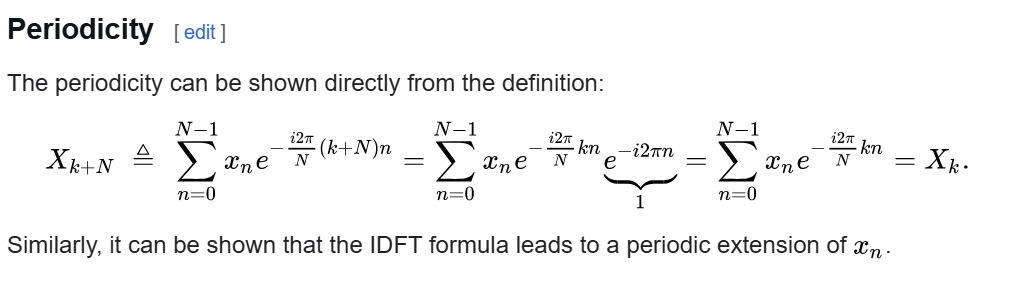 Periodicity [ edit ]
The periodicity can be shown directly from the definition:
$X_{k+N} \triangleq \sum_{n=0}^{N-1} x_n e^{-\frac{i2\pi}{N}(k+N)n} = \sum_{n=0}^{N-1} x_n e^{-\frac{i2\pi}{N}kn} \underbrace{e^{-i2\pi n}}_{1} = \sum_{n=0}^{N-1} x_n e^{-\frac{i2\pi}{N}kn} = X_k.$
Similarly, it can be shown that the IDFT formula leads to a periodic extension of $x_n$.